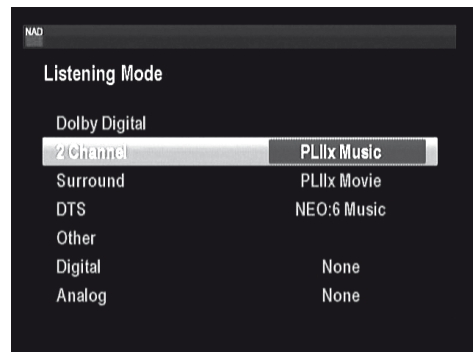 NAD
Listening Mode
Dolby Digital
2 Channel PLIIx Music
Surround PLIIx Movie
DTS NEO:6 Music
Other
Digital None
Analog None